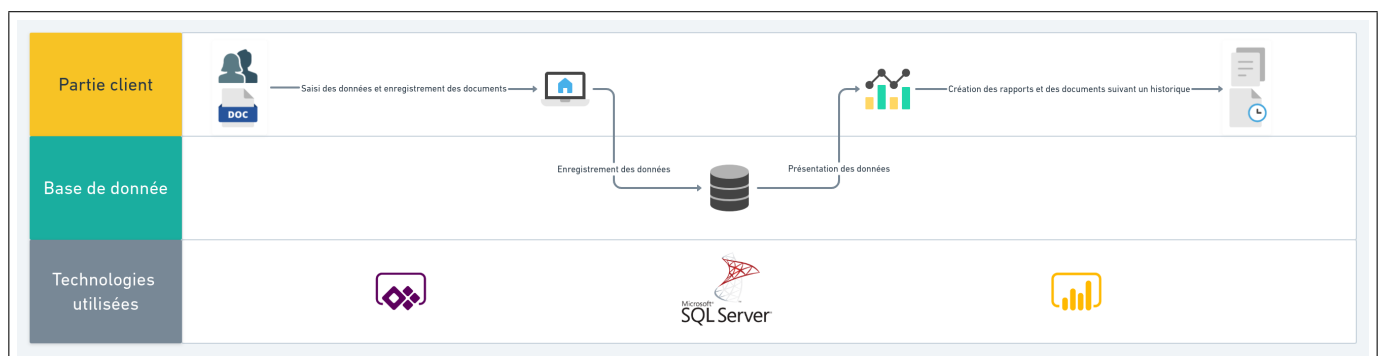 Partie client
DOC
Saisi des données et enregistrement des documents
Création des rapports et des documents suivant un historique
Base de donnée
Enregistrement des données
Présentation des données
Technologies
utilisées
Microsoft
SQL Server